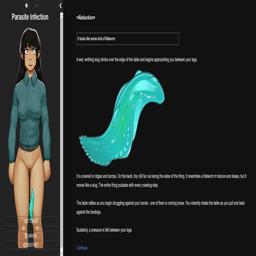 Parasite Infection
<Abduction>
It looks like some kind of flatworm
A wet, writhing slug climbs over the edge of the table and begins approaching you between your legs.
It is covered in ridges and bumps. On the back, tiny cilli fan out along the sides of the thing. It resembles a flatworm in texture and shape, but it
moves like a slug. The entire thing pulsates with every crawling step.
The table rattles as you begin struggling against your bonds - one of them is coming loose. You violently shake the table as you pull and twist
against the bindings.
Suddenly, a pressure is felt between your legs.
Continue